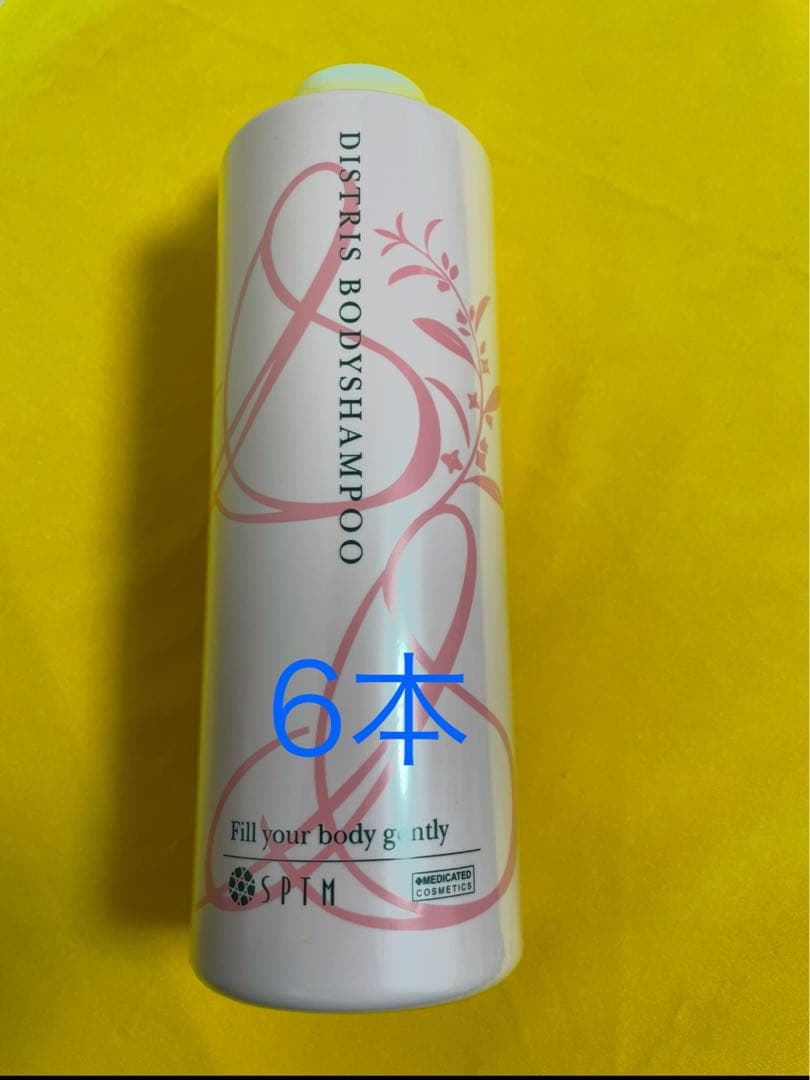 DISTRIS BODYSHAMPOO
6本
Fill your body gently
SPTM
✚MEDICATED
COSMETICS